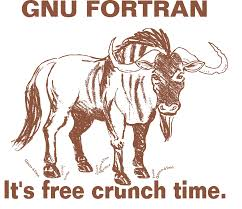 GNU FORTRAN
It's free crunch time.